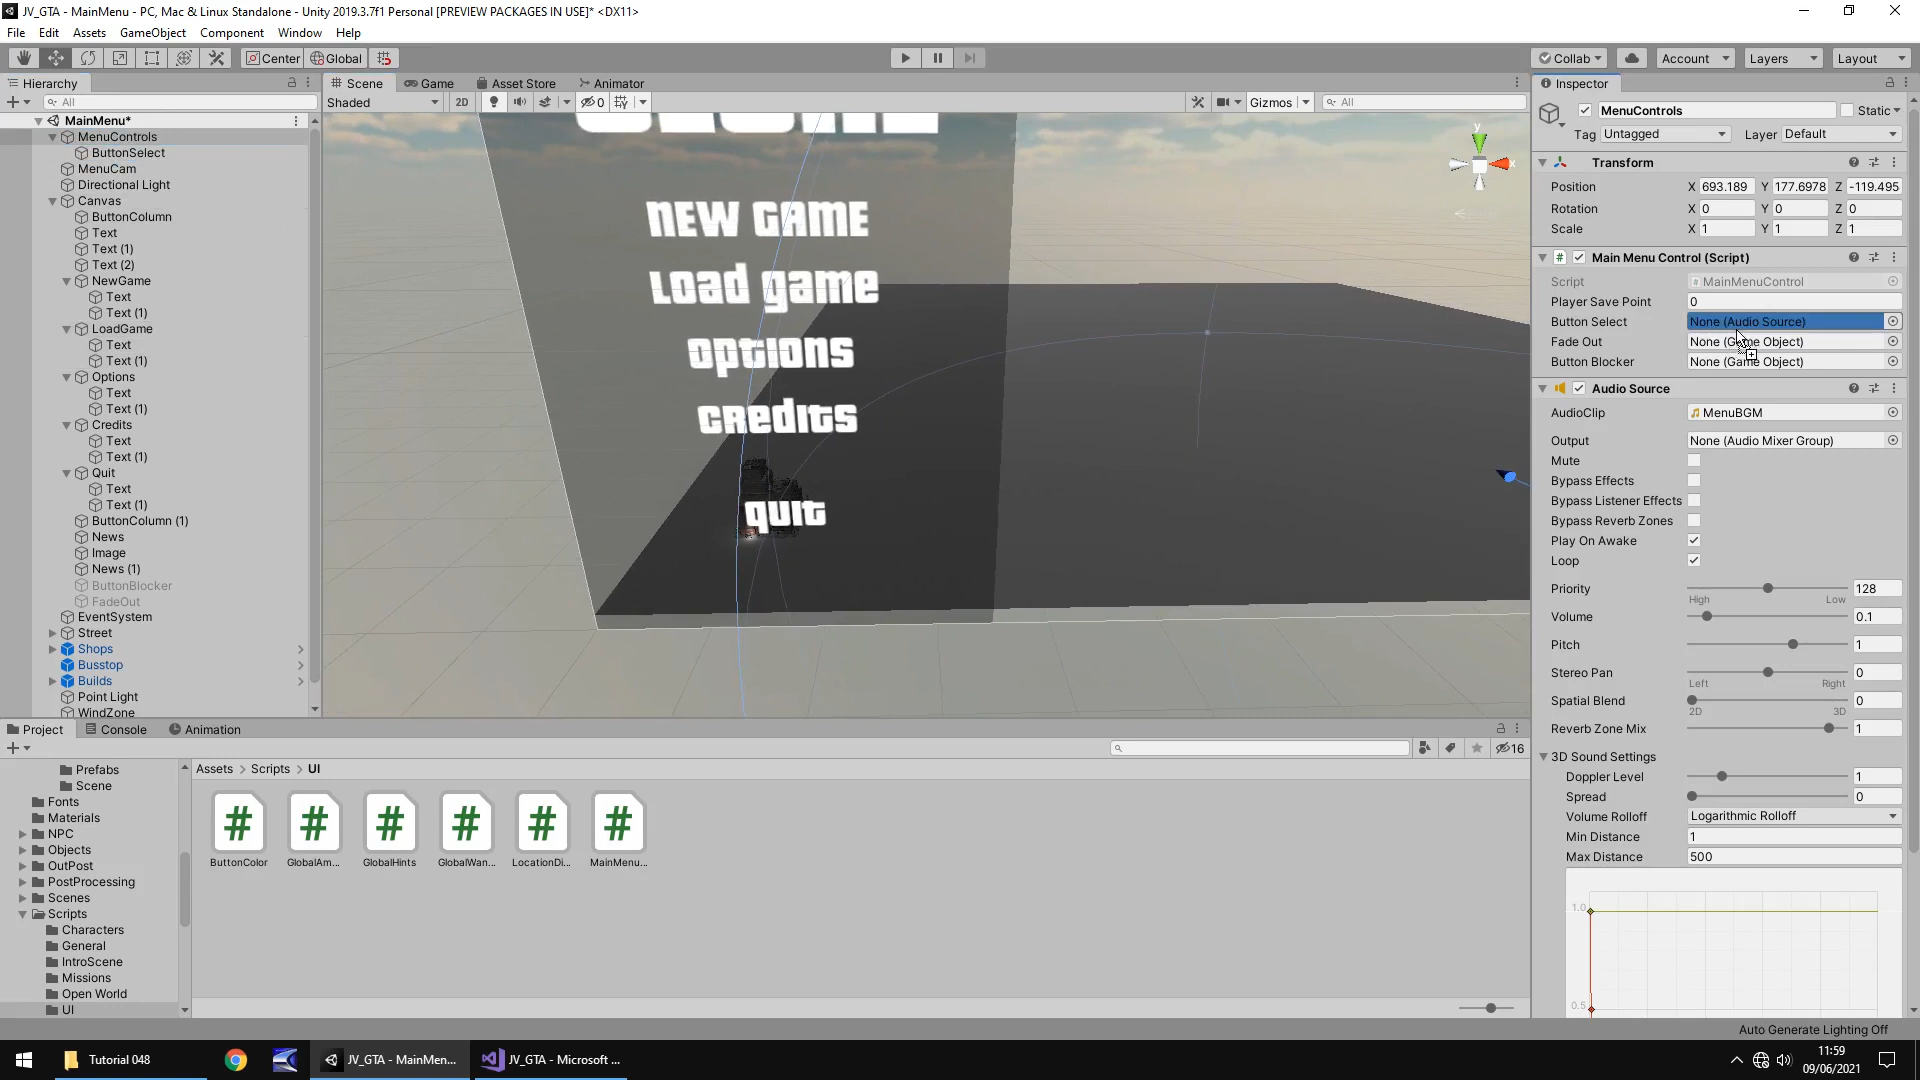 JV_GTA - MainMenu - PC, Mac & Linux Standalone - Unity 2019.3.7f1 Personal [PREVIEW PACKAGES IN USE]* <DX11>
File Edit Assets GameObject Component Window Help
Center Global Collab Account Layers Layout
Hierarchy
All
MainMenu*
MenuControls
ButtonSelect
MenuCam
Directional Light
Canvas
ButtonColumn
Text
Text (1)
Text (2)
NewGame
Text
Text (1)
LoadGame
Text
Text (1)
Options
Text
Text (1)
Credits
Text
Text (1)
Quit
Text
Text (1)
ButtonColumn (1)
News
Image
News (1)
ButtonBlocker
FadeOut
EventSystem
Street
Shops
Busstop
Builds
Point Light
WindZone
Scene Game Asset Store Animator
Shaded 2D 0 Gizmos All
y
x
NEW GAME
Load game
options
credits
quit
Inspector
MenuControls Static
Tag Untagged Layer Default
Transform
Position X 693.189 Y 177.6978 Z -119.495
Rotation X 0 Y 0 Z 0
Scale X 1 Y 1 Z 1
Main Menu Control (Script)
Script MainMenuControl
Player Save Point 0
Button Select None (Audio Source)
Fade Out None (Game Object)
Button Blocker None (Game Object)
Audio Source
AudioClip MenuBGM
Output None (Audio Mixer Group)
Mute
Bypass Effects
Bypass Listener Effects
Bypass Reverb Zones
Play On Awake
Loop
Priority 128
High Low
Volume 0.1
Pitch 1
Stereo Pan 0
Left Right
Spatial Blend 0
2D 3D
Reverb Zone Mix 1
3D Sound Settings
Doppler Level 1
Spread 0
Volume Rolloff Logarithmic Rolloff
Min Distance 1
Max Distance 500
1.0
0.5
Project Console Animation
16
Prefabs
Scene
Fonts
Materials
NPC
Objects
OutPost
PostProcessing
Scenes
Scripts
Characters
General
IntroScene
Missions
Open World
UI
Assets > Scripts > UI
ButtonColor GlobalAm... GlobalHints GlobalWan... LocationDi... MainMenu...
Auto Generate Lighting Off
Tutorial 048 JV_GTA - MainMen... JV_GTA - Microsoft ...
11:59
09/06/2021